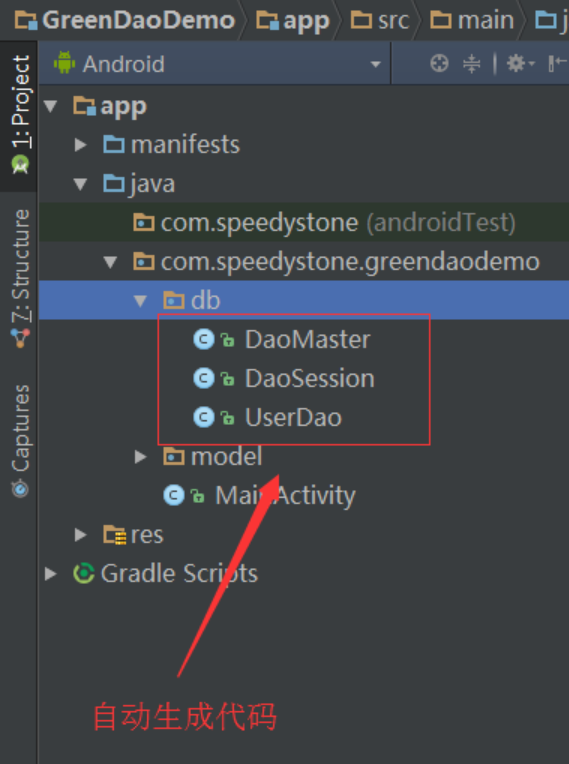 GreenDaoDemo app src main j
1: Project
Android
app
manifests
java
com.speedystone (androidTest)
com.speedystone.greendaodemo
7: Structure
db
DaoMaster
DaoSession
UserDao
Captures
model
MainActivity
res
Gradle Scripts
自动生成代码